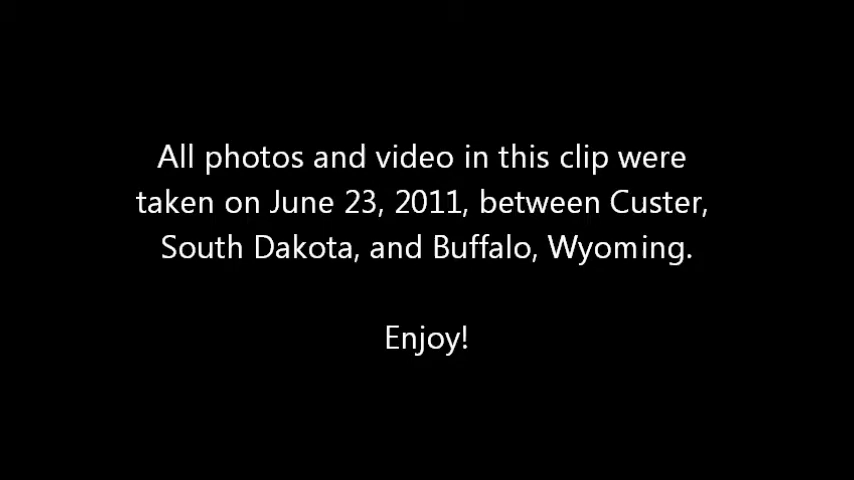 All photos and video in this clip were
taken on June 23, 2011, between Custer,
South Dakota, and Buffalo, Wyoming.
Enjoy!